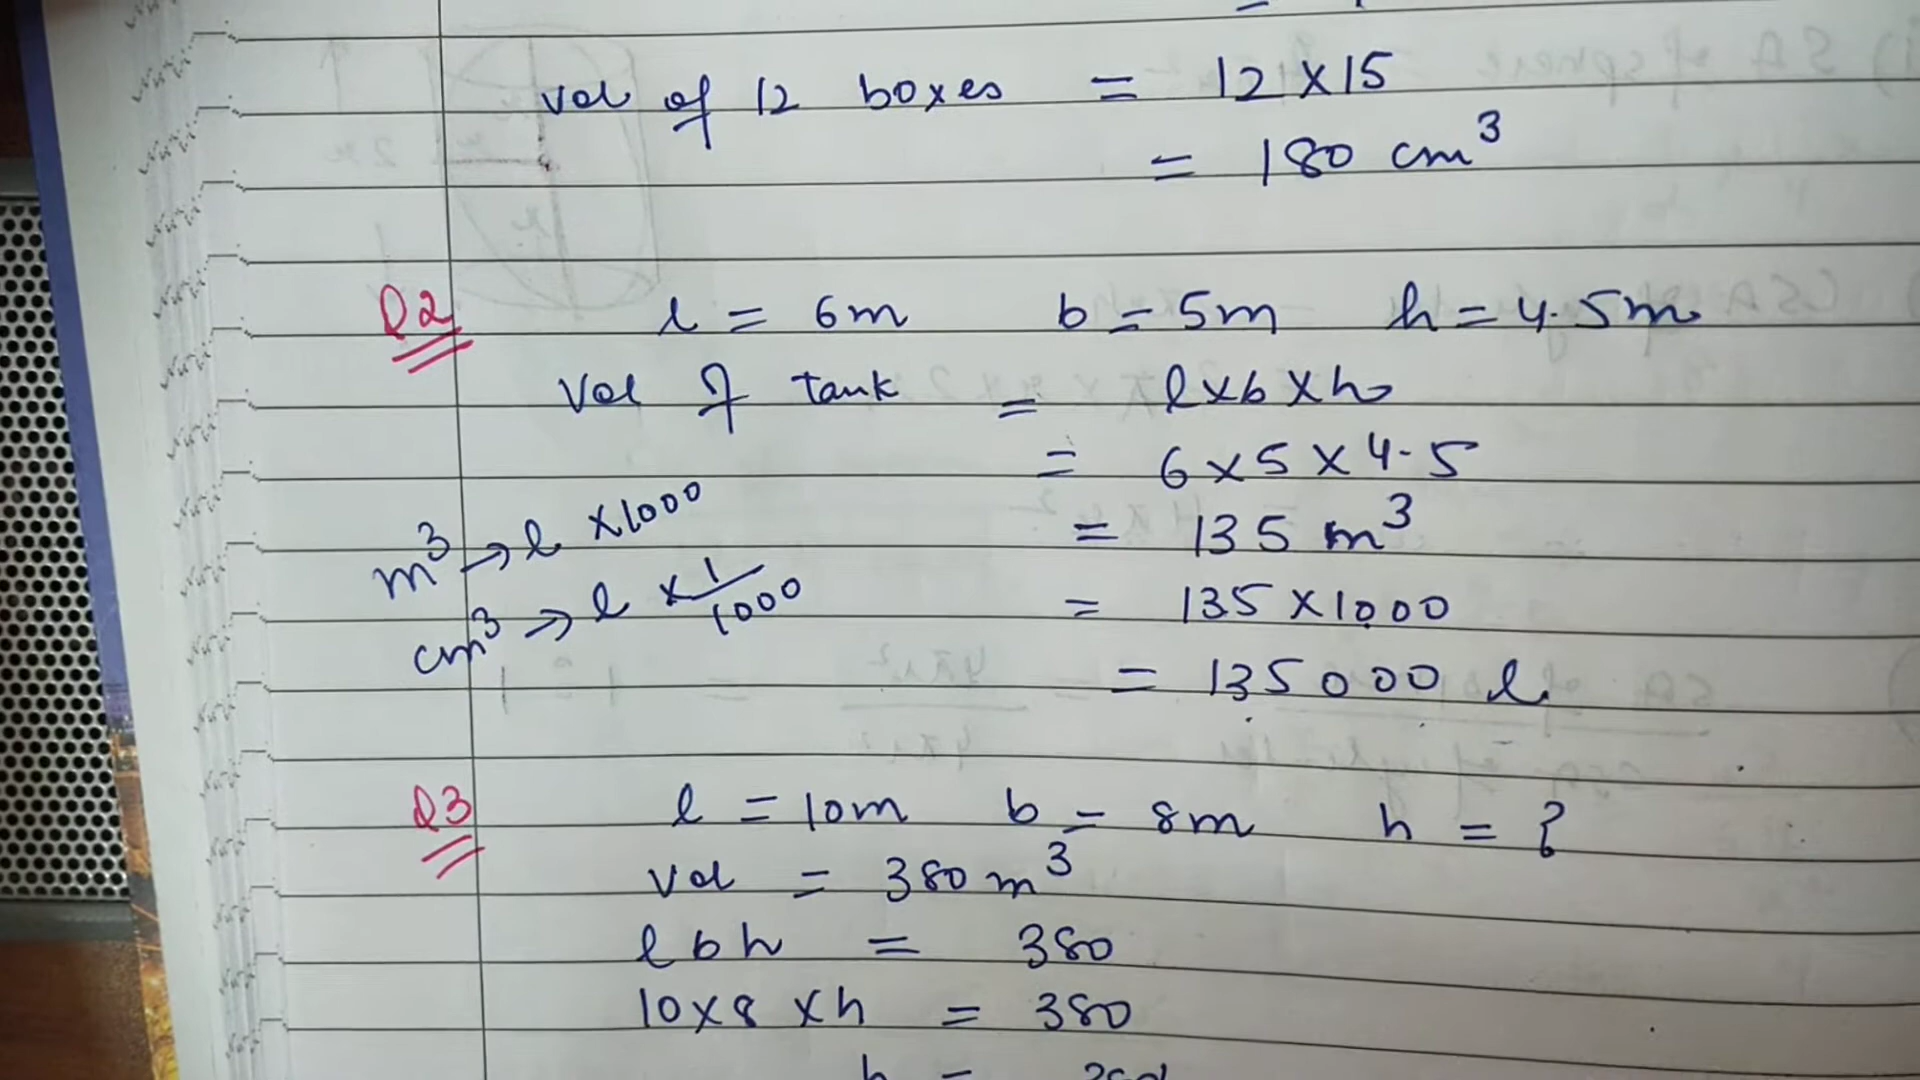 vol of 12 boxes = 12 × 15
= 180 cm³
Q2 l = 6m b = 5m h = 4.5m
Vol of tank = l×b×h
= 6×5×4.5
m³ → l ×1000
= 135 m³
cm³ → l × 1/1000
= 135×1000
= 135000 l
Q3 l = 10m b = 8m h = ?
Vol = 380 m³
lbh = 380
10×8×h = 380
h =